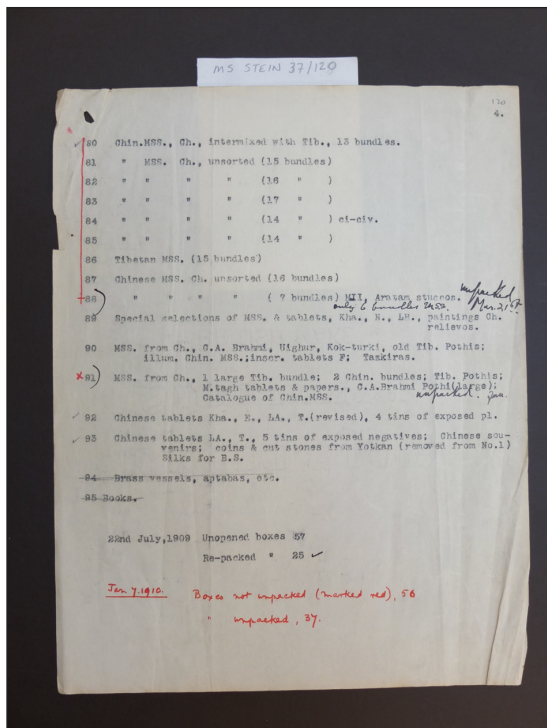 MS STEIN 37/120
120
4.
80 Chin.MSS., Ch., intermixed with Tib., 13 bundles.
81 " MSS. Ch., unsorted (15 bundles)
82 " " " " (16 " )
83 " " " " (17 " )
84 " " " " (14 " ) ci-civ.
85 " " " " (14 " )
86 Tibetan MSS. (15 bundles)
87 Chinese MSS. Ch. unsorted (16 bundles)
88) " " " " ( 7 bundles) MII, Aratam stuccos. unpacked
only 6 bundles
89 Special selections of MSS. & tablets, Kha., N., LB., paintings Ch.
relievos.
90 MSS. from Ch., C.A. Brahmi, Uighur, Kok-turki, old Tib. Pothis;
illum. Chin. MSS.;inscr. tablets F; Tazkiras.
x 91) MSS. from Ch., 1 large Tib. bundle; 2 Chin. bundles; Tib. Pothis;
M.tagh tablets & papers., C.A.Brahmi Pothi(large);
Catalogue of Chin.MSS. unpacked.
92 Chinese tablets Kha., E., LA., T.(revised), 4 tins of exposed pl.
93 Chinese tablets LA., T., 5 tins of exposed negatives; Chinese sou-
venirs; coins & cut stones from Yotkan (removed from No.1)
Silks for B.S.
94 Brass vessels, aptabas, etc.
95 Books.
22nd July,1909 Unopened boxes 57
Re-packed " 25 ✓
Jan 7.1910. Boxes not unpacked (marked red), 56
" unpacked, 37.